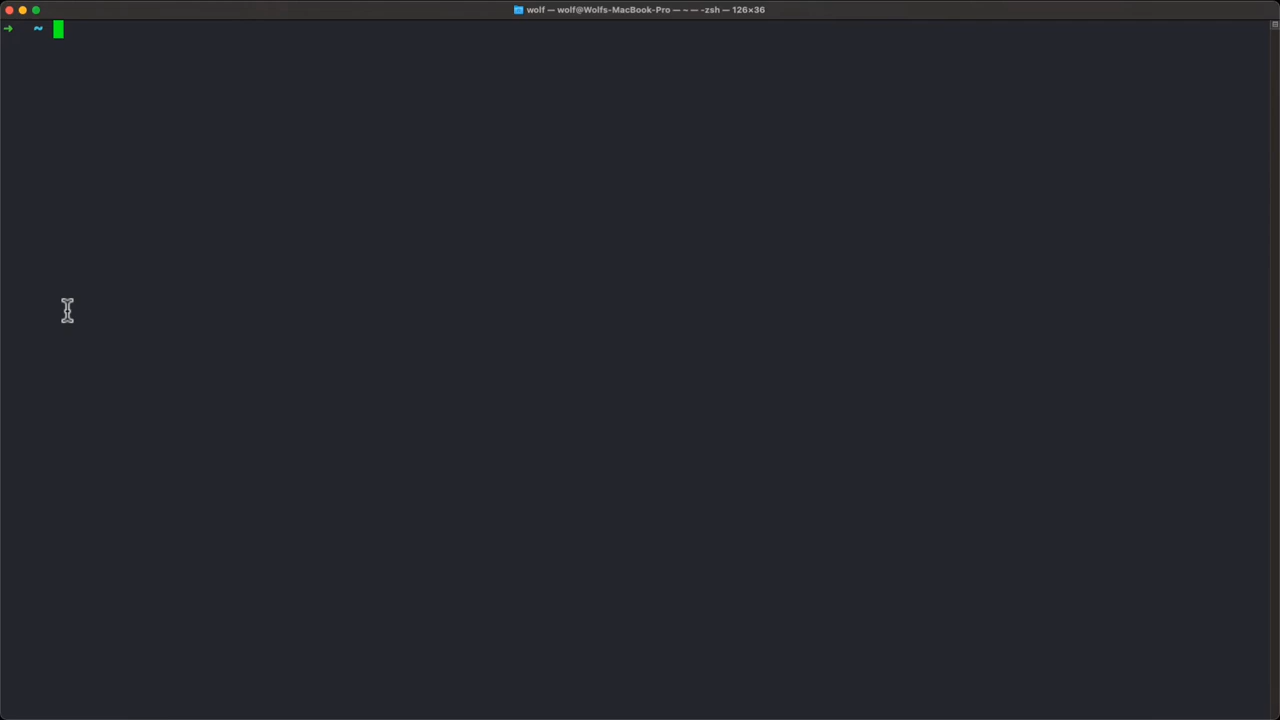 wolf — wolf@Wolfs-MacBook-Pro — ~ — -zsh — 126×36
➜ ~